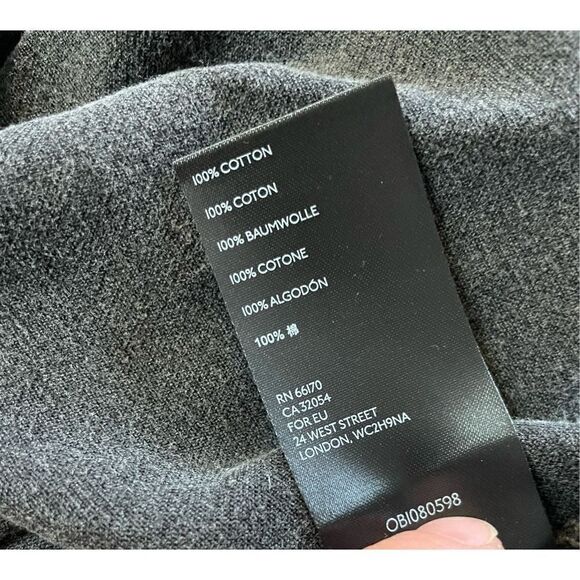 100% COTTON
100% COTON
100% BAUMWOLLE
100% COTONE
100% ALGODÓN
100% 棉
RN 66170
CA 32054
FOR EU
24 WEST STREET
LONDON, WC2H9NA
OBI080598